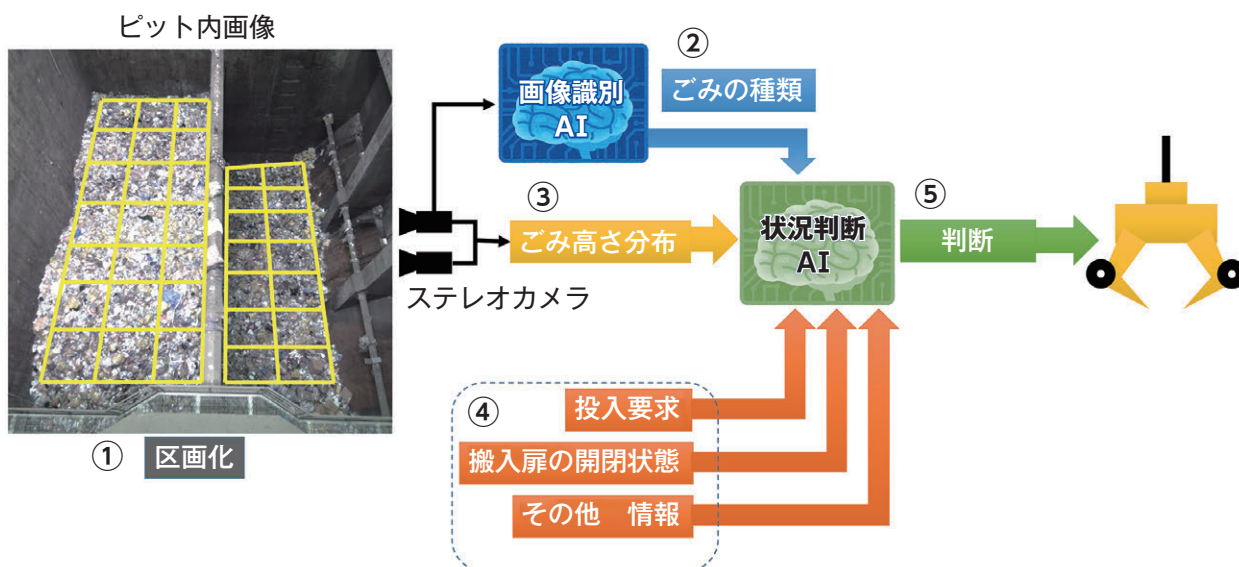 ピット内画像
① 区画化
画像識別
AI
② ごみの種類
③ ごみ高さ分布
ステレオカメラ
状況判断
AI
④ 投入要求
搬入扉の開閉状態
その他　情報
⑤ 判断